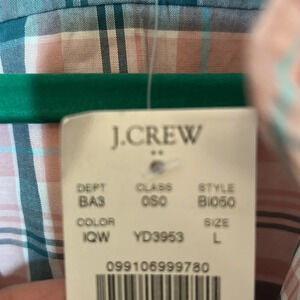 J.CREW
**
DEPT CLASS STYLE
BA3 0S0 BI050
COLOR SIZE
IQW YD3953 L
099106999780